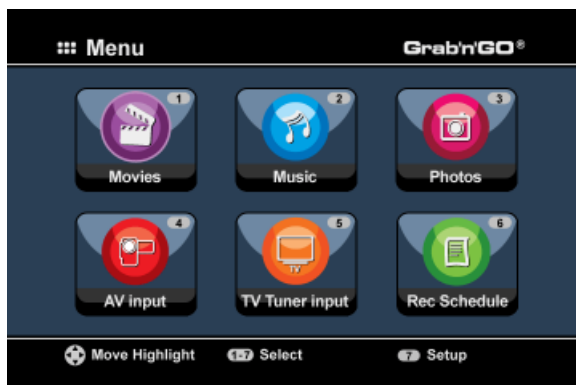 Menu
Grab'n'GO®
1
2
3
Movies
Music
Photos
4
5
6
TV
AV input
TV Tuner input
Rec Schedule
Move Highlight
1-7 Select
7 Setup